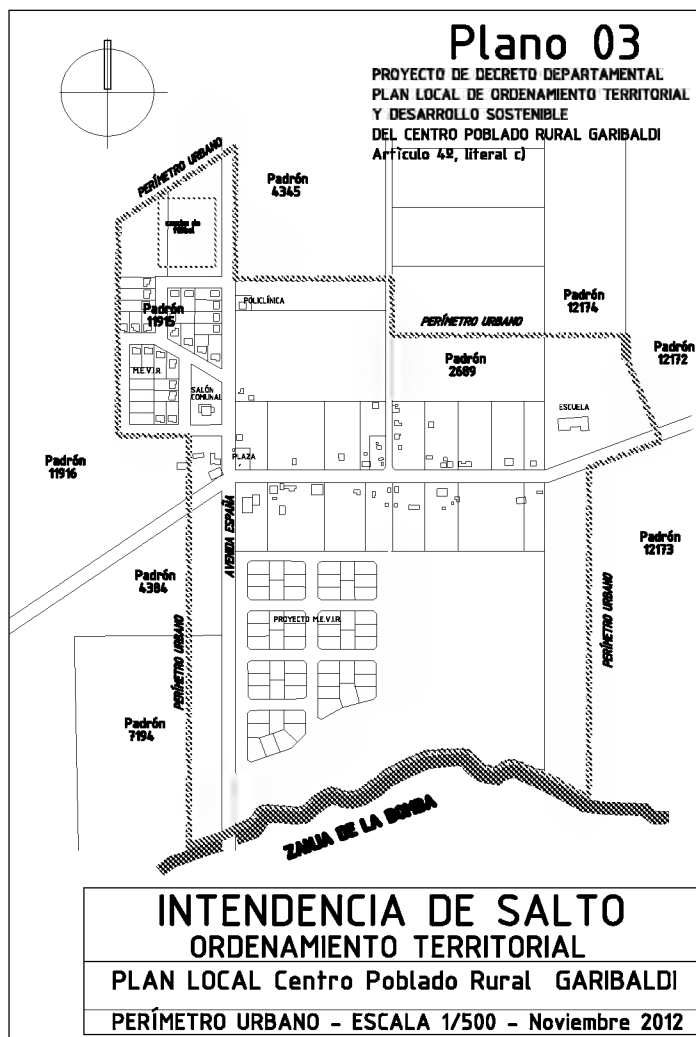 Plano 03
PROYECTO DE DECRETO DEPARTAMENTAL
PLAN LOCAL DE ORDENAMIENTO TERRITORIAL
Y DESARROLLO SOSTENIBLE
DEL CENTRO POBLADO RURAL GARIBALDI
Artículo 4º, literal c)
PERÍMETRO URBANO
Padrón
4345
cancha de
fútbol
Padrón
11915
POLICLÍNICA
PERÍMETRO URBANO
Padrón
12174
Padrón
12172
Padrón
2689
M.E.V.I.R.
SALÓN
COMUNAL
ESCUELA
PLAZA
Padrón
11916
AVENIDA ESPAÑA
Padrón
12173
Padrón
4384
PERÍMETRO URBANO
PROYECTO M.E.V.I.R.
PERÍMETRO URBANO
Padrón
7194
ZANJA DE LA BOMBA
INTENDENCIA DE SALTO
ORDENAMIENTO TERRITORIAL
PLAN LOCAL Centro Poblado Rural GARIBALDI
PERÍMETRO URBANO - ESCALA 1/500 - Noviembre 2012